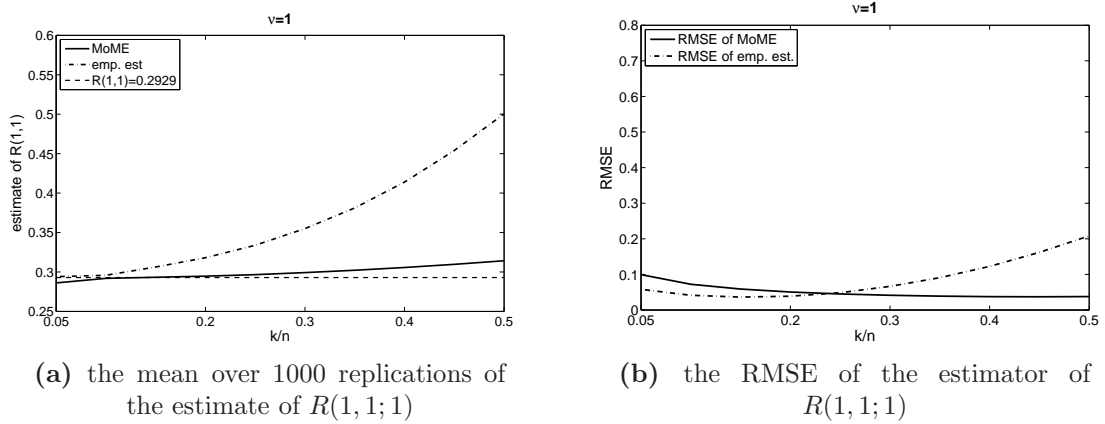 ν=1
MoME
emp. est
R(1,1)=0.2929
0.6
0.55
0.5
0.45
0.4
0.35
0.3
0.25
estimate of R(1,1)
0.05
0.2
0.3
0.4
0.5
k/n
(a) the mean over 1000 replications of
the estimate of R(1, 1; 1)
ν=1
RMSE of MoME
RMSE of emp. est.
0.8
0.7
0.6
0.5
0.4
0.3
0.2
0.1
0
RMSE
0.05
0.2
0.3
0.4
0.5
k/n
(b) the RMSE of the estimator of
R(1, 1; 1)